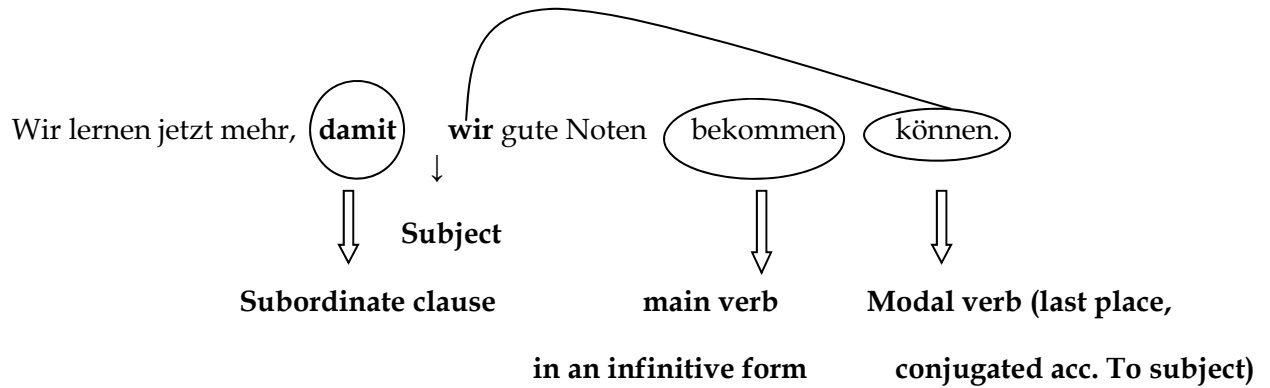 Wir lernen jetzt mehr, damit wir gute Noten bekommen können.
↓
Subject
Subordinate clause main verb Modal verb (last place,
in an infinitive form conjugated acc. To subject)